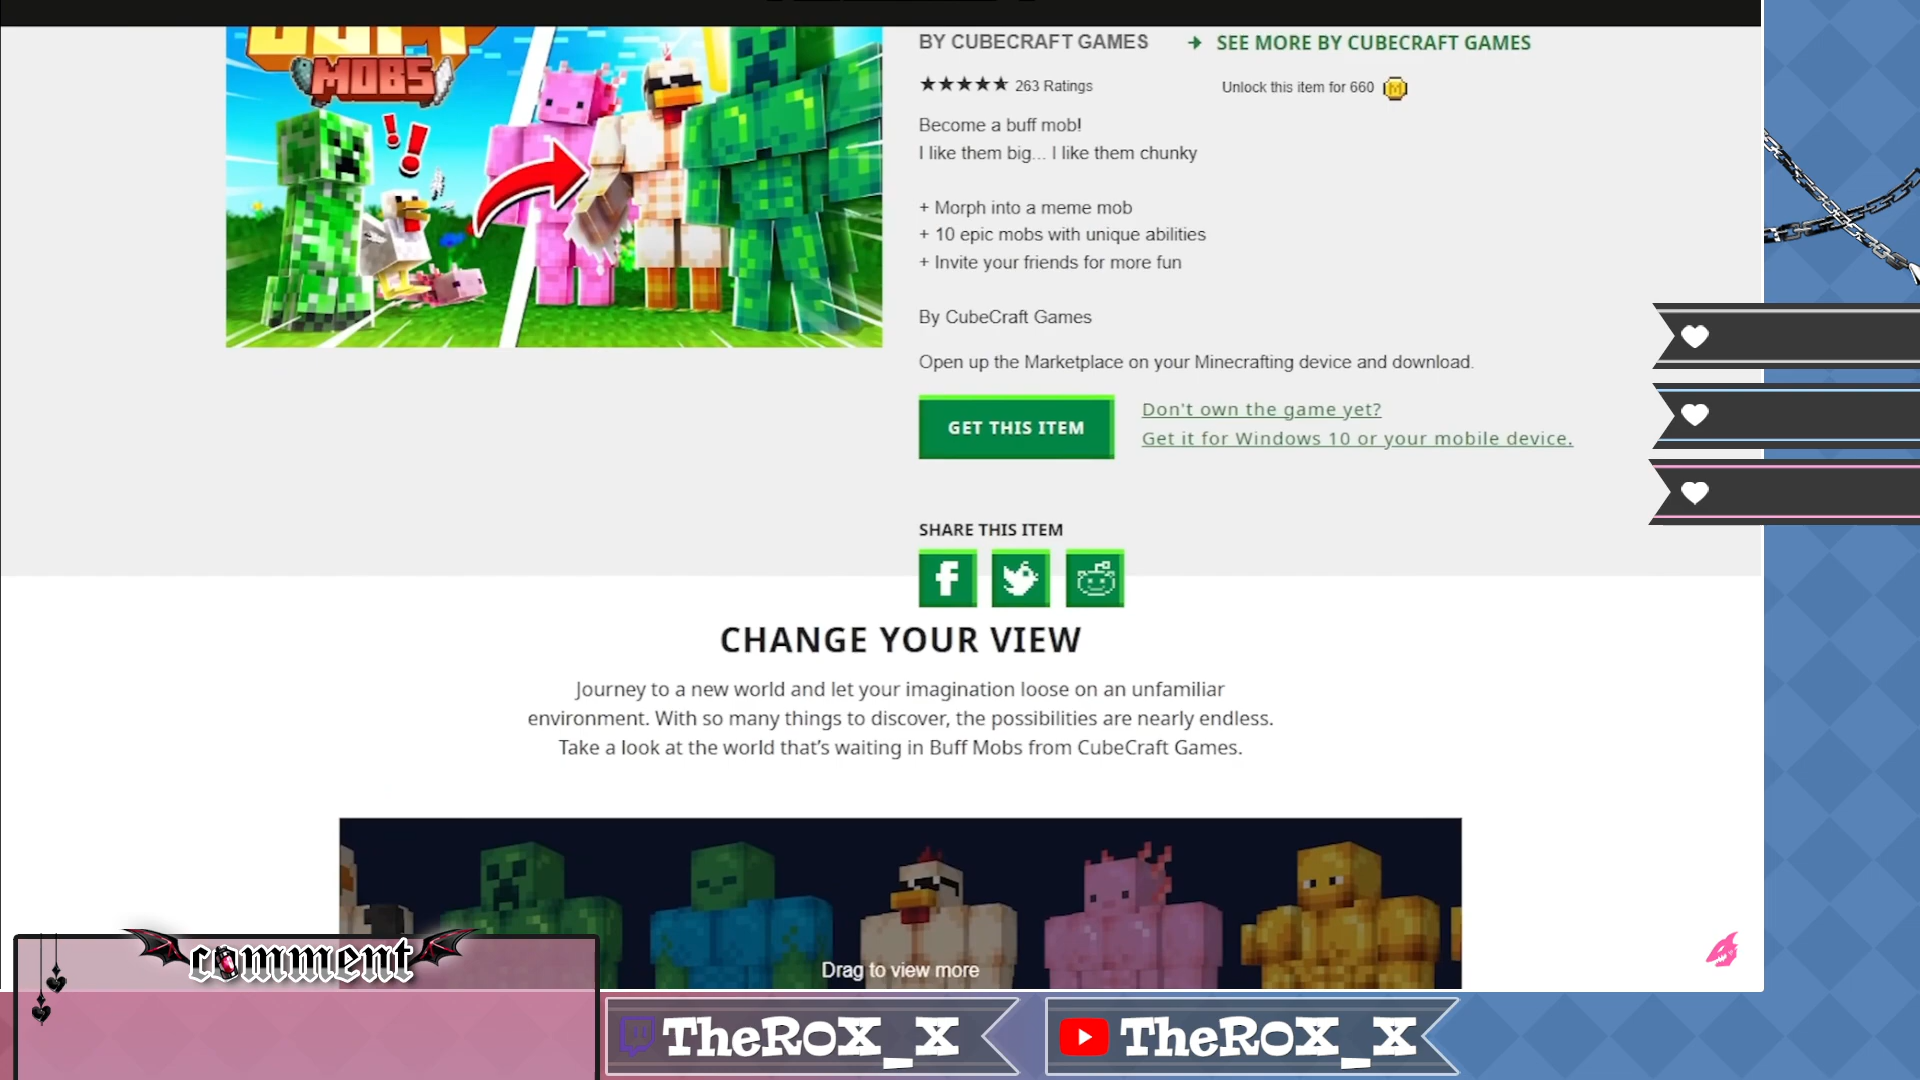 MOBS
BY CUBECRAFT GAMES
SEE MORE BY CUBECRAFT GAMES
263 Ratings
Unlock this item for 660
Become a buff mob!
I like them big... I like them chunky
+ Morph into a meme mob
+ 10 epic mobs with unique abilities
+ Invite your friends for more fun
By CubeCraft Games
Open up the Marketplace on your Minecrafting device and download.
GET THIS ITEM
Don't own the game yet?
Get it for Windows 10 or your mobile device.
SHARE THIS ITEM
CHANGE YOUR VIEW
Journey to a new world and let your imagination loose on an unfamiliar
environment. With so many things to discover, the possibilities are nearly endless.
Take a look at the world that's waiting in Buff Mobs from CubeCraft Games.
Drag to view more
comment
TheROX_X
TheROX_X